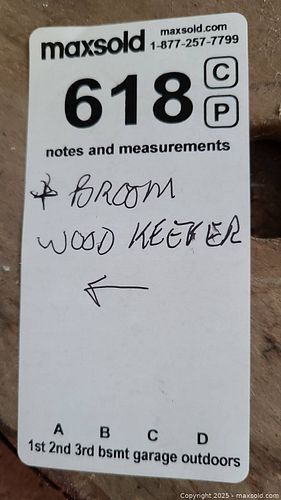 maxsold maxsold.com
1-877-257-7799
618 C
P
notes and measurements
+ BROOM
WOOD KEEPER
←
A B C D
1st 2nd 3rd bsmt garage outdoors
Copyright © 2025 - maxsold.com